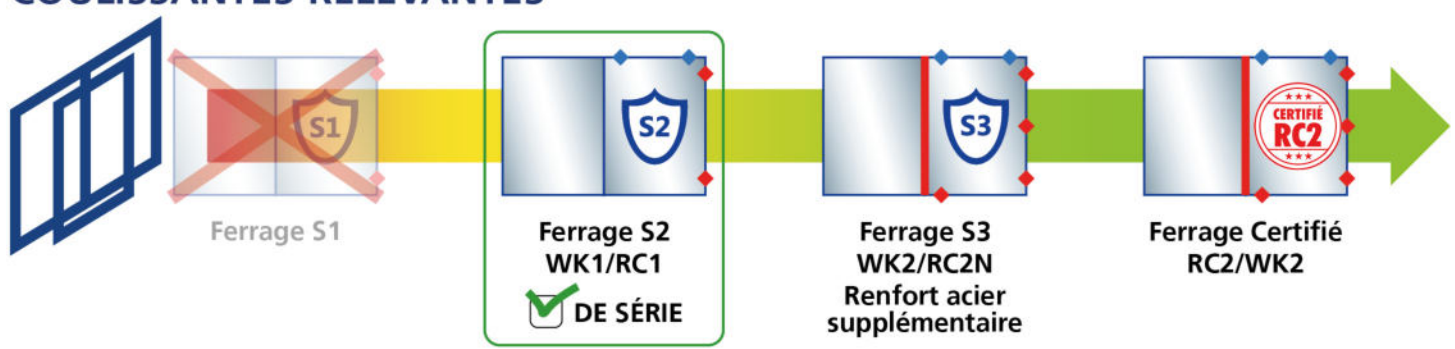 COULISSANTES RELEVANTES
S1
S2
S3
★★★
CERTIFIÉ
RC2
★★★
Ferrage S1
Ferrage S2
WK1/RC1
DE SÉRIE
Ferrage S3
WK2/RC2N
Renfort acier
supplémentaire
Ferrage Certifié
RC2/WK2